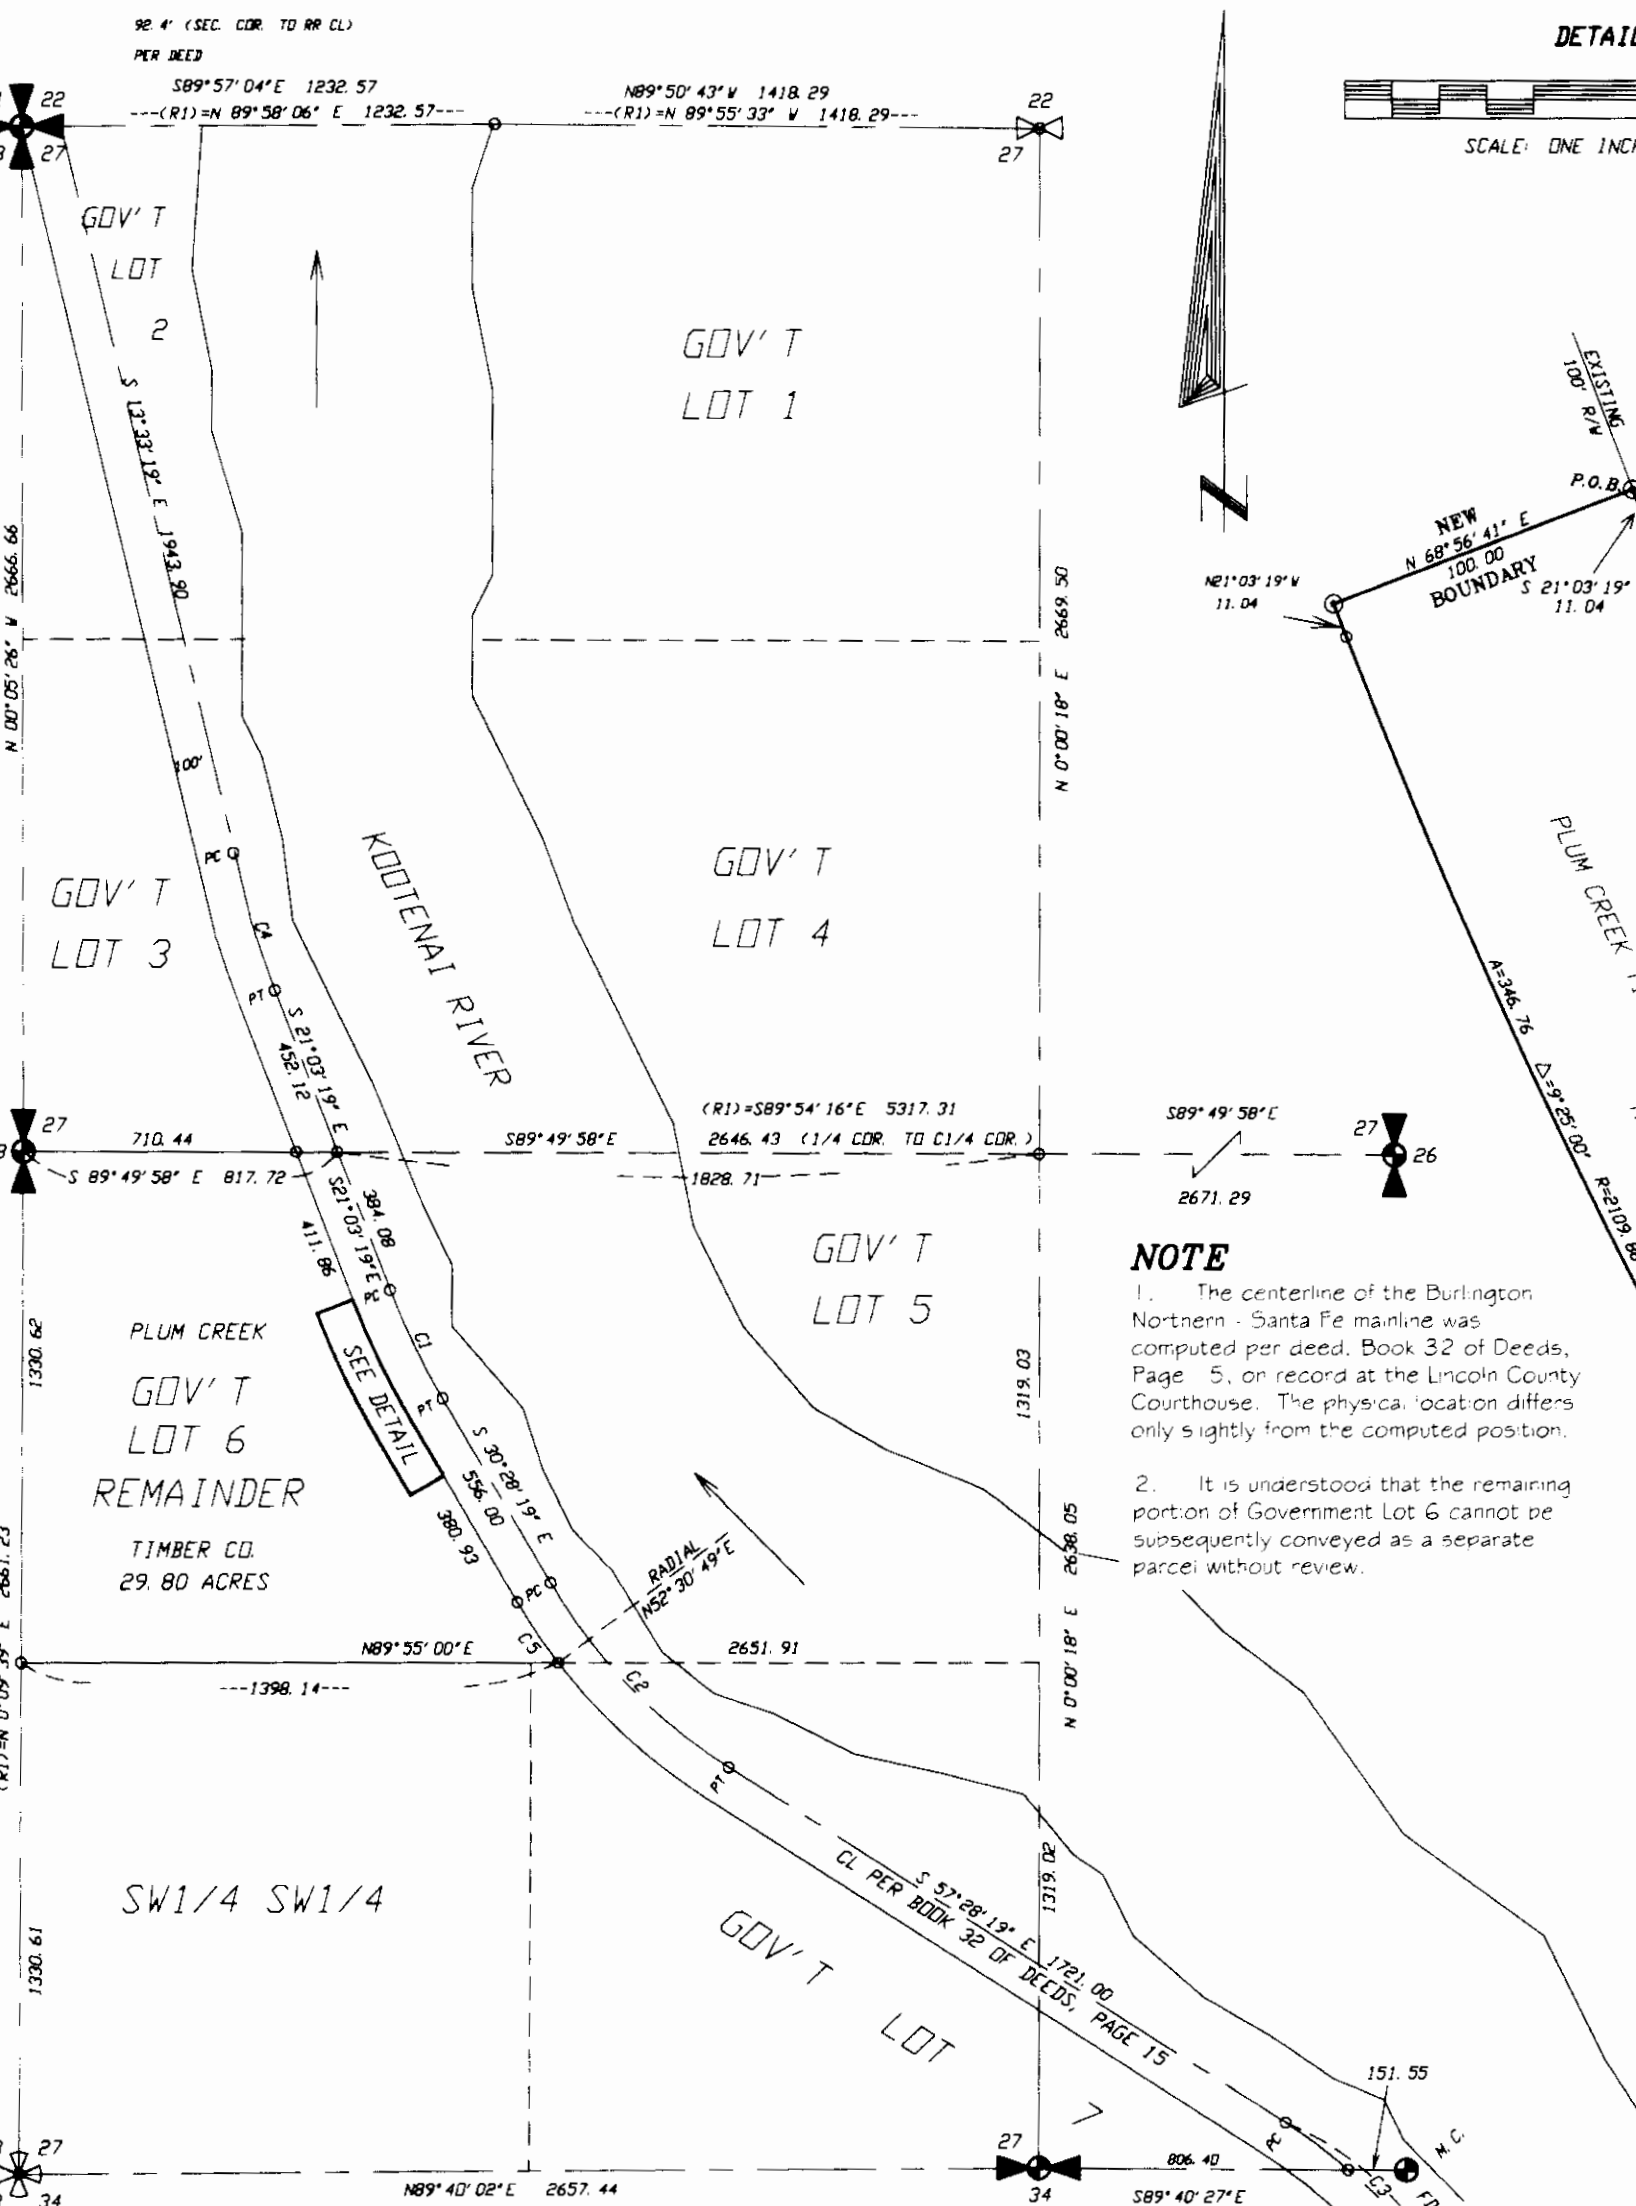 92.4' (SEC. COR. TO RR CL)
PER DEED
S89°57'04"E 1232.57
---(R1)=N 89°58'06" E 1232.57---
N89°50'43" W 1418.29
---(R1)=N 89°55'33" W 1418.29---
22
27
22
27
DETAIL
SCALE: ONE INCH
GOV'T
LOT
2
GOV'T
LOT 1
S 13°33'19" E 1943.90
N 00°05'26" W 2666.66
2669.50
N 0°00'18" E
EXISTING
100' R/W
P.O.B.
NEW
N 68°56'41" E
100.00
BOUNDARY
N21°03'19" W
11.04
S 21°03'19"
11.04
100'
PC
C4
PT
GOV'T
LOT 3
KOOTENAI RIVER
GOV'T
LOT 4
PLUM CREEK
A=346.76 Δ=9°25'00" R=2109.86
S 21°03'19" E
452.12
27
710.44
S 89°49'58" E 817.72
S89°49'58"E
(R1)=S89°54'16"E 5317.31
2646.43 (1/4 COR. TO C1/4 COR.)
1828.71
S89°49'58"E
2671.29
27
26
384.08
S21°03'19"E
411.86
PC
C1
PT
SEE DETAIL
GOV'T
LOT 5
1330.62
PLUM CREEK
GOV'T
LOT 6
REMAINDER
TIMBER CO.
29.80 ACRES
S 30°28'19" E
556.00
380.93
PC
C5
RADIAL
N52°30'49"E
1319.03
2638.05
N 0°00'18" E
NOTE
1. The centerline of the Burlington
Northern - Santa Fe mainline was
computed per deed. Book 32 of Deeds,
Page 5, on record at the Lincoln County
Courthouse. The physical location differs
only slightly from the computed position.
2. It is understood that the remaining
portion of Government Lot 6 cannot be
subsequently conveyed as a separate
parcel without review.
(R1)=N 0°09'39" E 2661.23
N89°55'00"E
2651.91
---1398.14---
C2
PT
SW1/4 SW1/4
1330.61
1319.02
S 57°28'19" E 1721.00
CL PER BOOK 32 OF DEEDS, PAGE 15
GOV'T
LOT
7
151.55
PC
C3
M.C.
27
34
N89°40'02"E 2657.44
27
34
806.40
S89°40'27"E